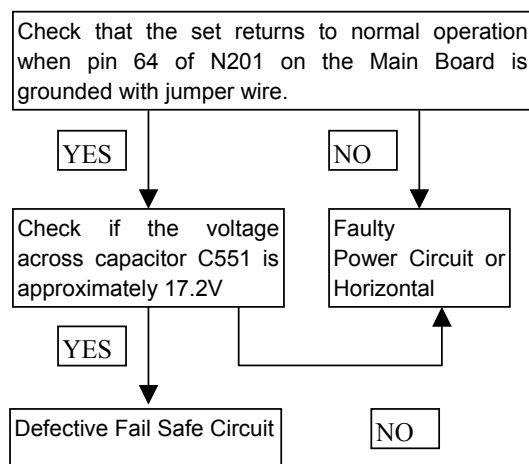 Check that the set returns to normal operation
when pin 64 of N201 on the Main Board is
grounded with jumper wire.
YES
NO
Check if the voltage
across capacitor C551 is
approximately 17.2V
Faulty
Power Circuit or
Horizontal
YES
Defective Fail Safe Circuit
NO